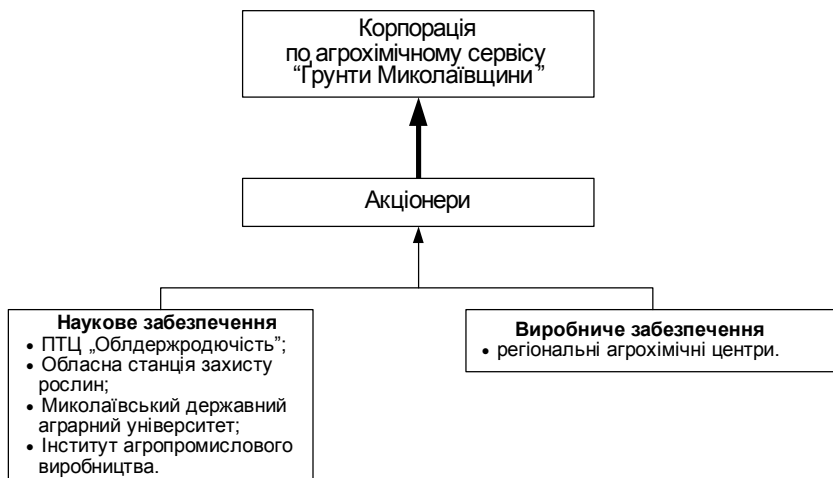 Корпорація
по агрохімічному сервісу
“Ґрунти Миколаївщини ”
Акціонери
Наукове забезпечення
• ПТЦ „Облдержродючість”;
• Обласна станція захисту
рослин;
• Миколаївський державний
аграрний університет;
• Інститут агропромислового
виробництва.
Виробниче забезпечення
• регіональні агрохімічні центри.